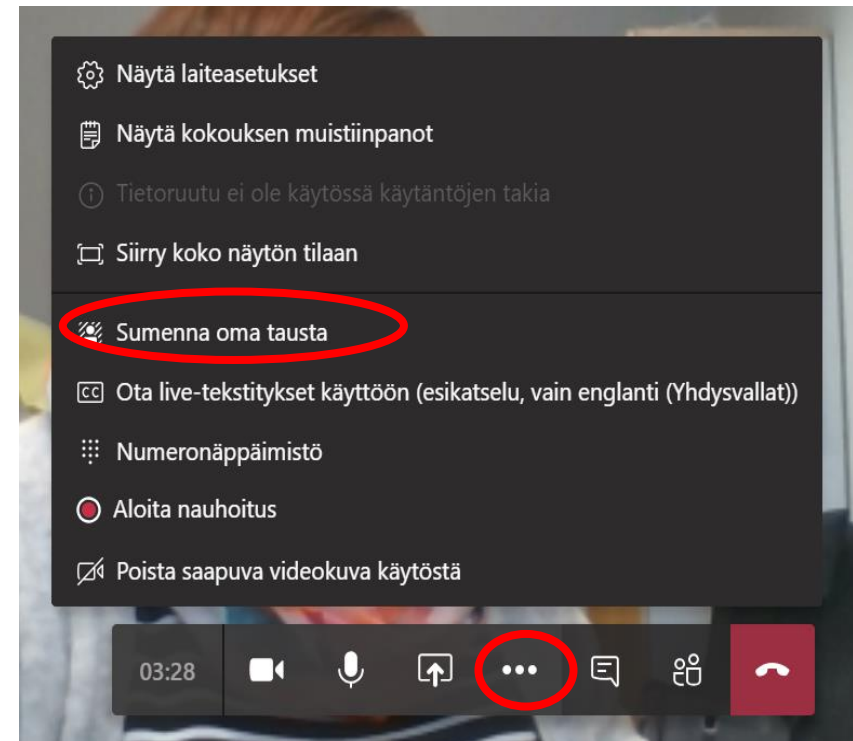 Näytä laiteasetukset
Näytä kokouksen muistiinpanot
Tietoruutu ei ole käytössä käytäntöjen takia
Siirry koko näytön tilaan
Sumenna oma tausta
CC Ota live-tekstitykset käyttöön (esikatselu, vain englanti (Yhdysvallat))
Numeronäppäimistö
Aloita nauhoitus
Poista saapuva videokuva käytöstä
03:28